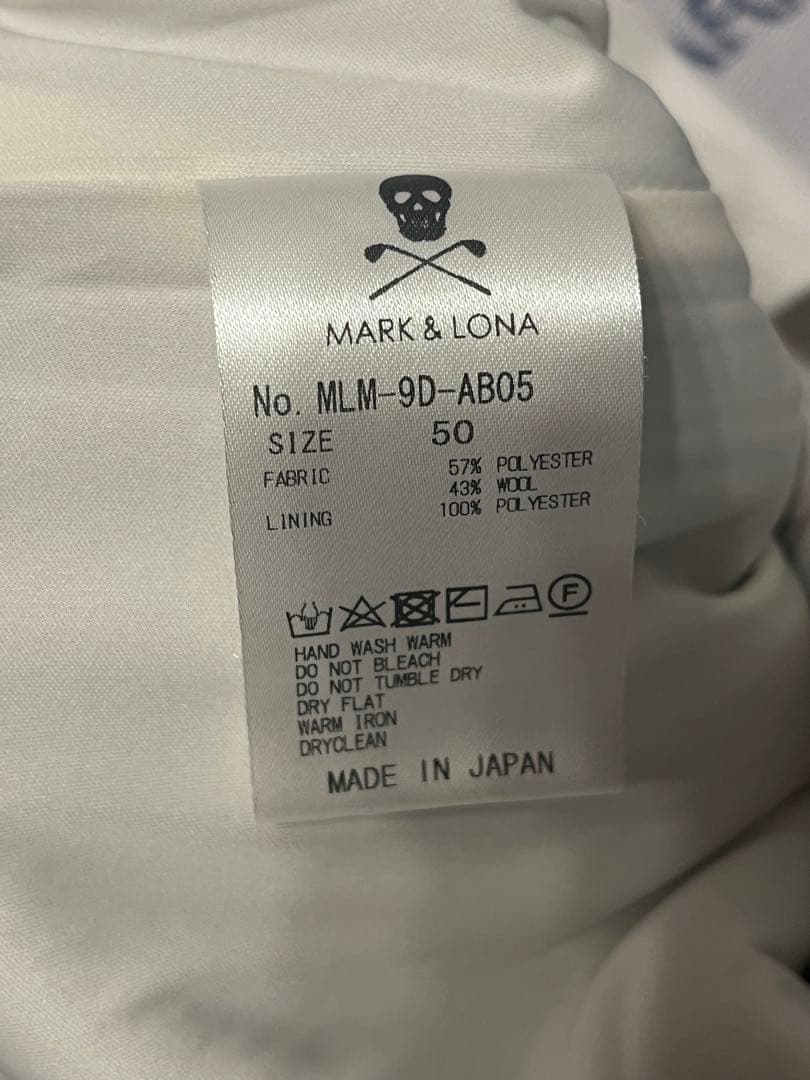 MARK & LONA
No. MLM-9D-AB05
SIZE 50
FABRIC 57% POLYESTER
43% WOOL
LINING 100% POLYESTER
F
HAND WASH WARM
DO NOT BLEACH
DO NOT TUMBLE DRY
DRY FLAT
WARM IRON
DRYCLEAN
MADE IN JAPAN